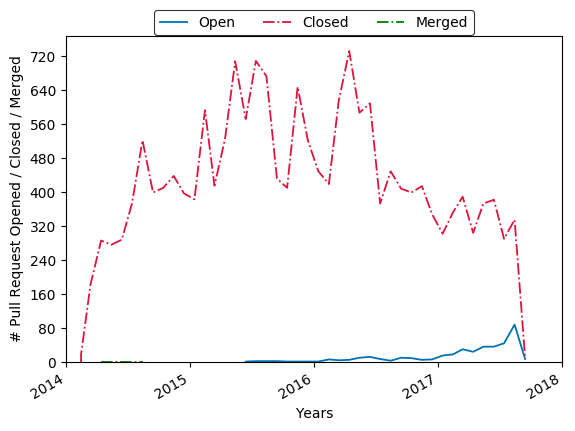 Open Closed Merged
# Pull Request Opened / Closed / Merged
720
640
560
480
400
320
240
160
80
0
2014 2015 2016 2017 2018
Years